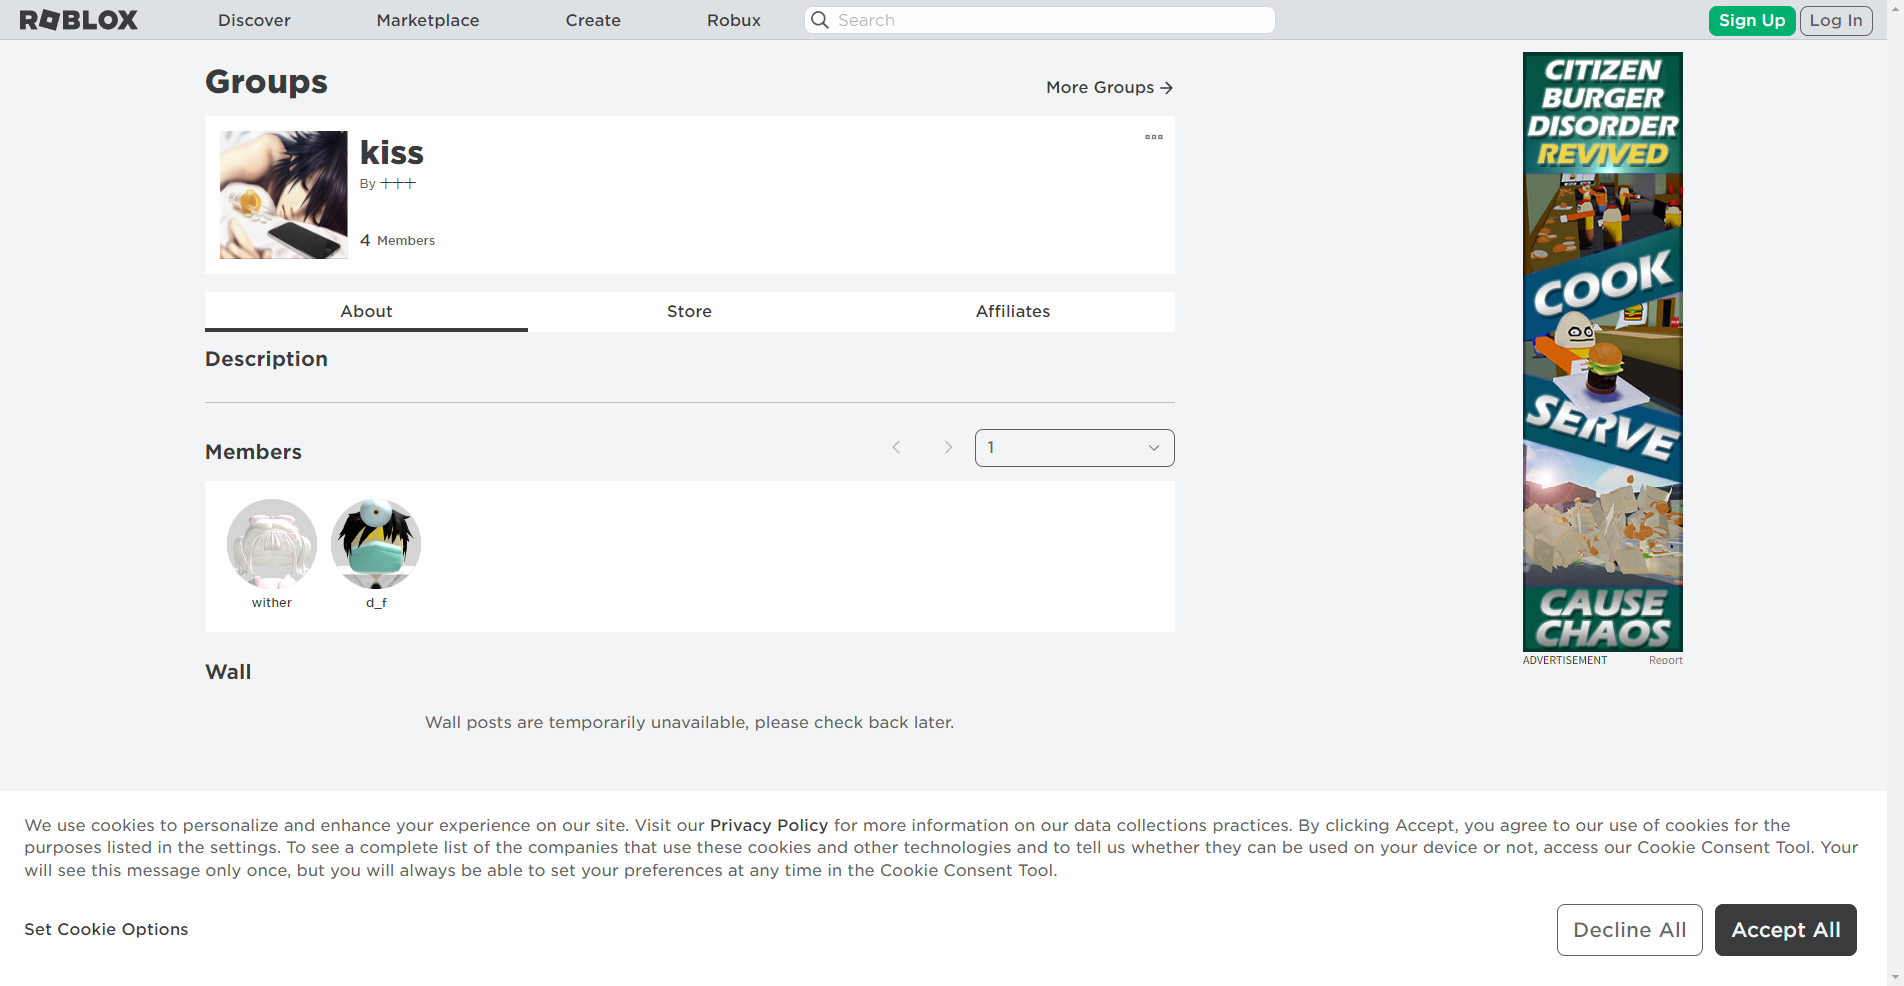 ROBLOX
Discover
Marketplace
Create
Robux
Search
Sign Up
Log In
Groups
More Groups
kiss
By +++
4 Members
About
Store
Affiliates
Description
Members
1
wither
d_f
Wall
Wall posts are temporarily unavailable, please check back later.
CITIZEN
BURGER
DISORDER
REVIVED
COOK
SERVE
CAUSE
CHAOS
ADVERTISEMENT
Report
We use cookies to personalize and enhance your experience on our site. Visit our Privacy Policy for more information on our data collections practices. By clicking Accept, you agree to our use of cookies for the
purposes listed in the settings. To see a complete list of the companies that use these cookies and other technologies and to tell us whether they can be used on your device or not, access our Cookie Consent Tool. Your
will see this message only once, but you will always be able to set your preferences at any time in the Cookie Consent Tool.
Set Cookie Options
Decline All
Accept All